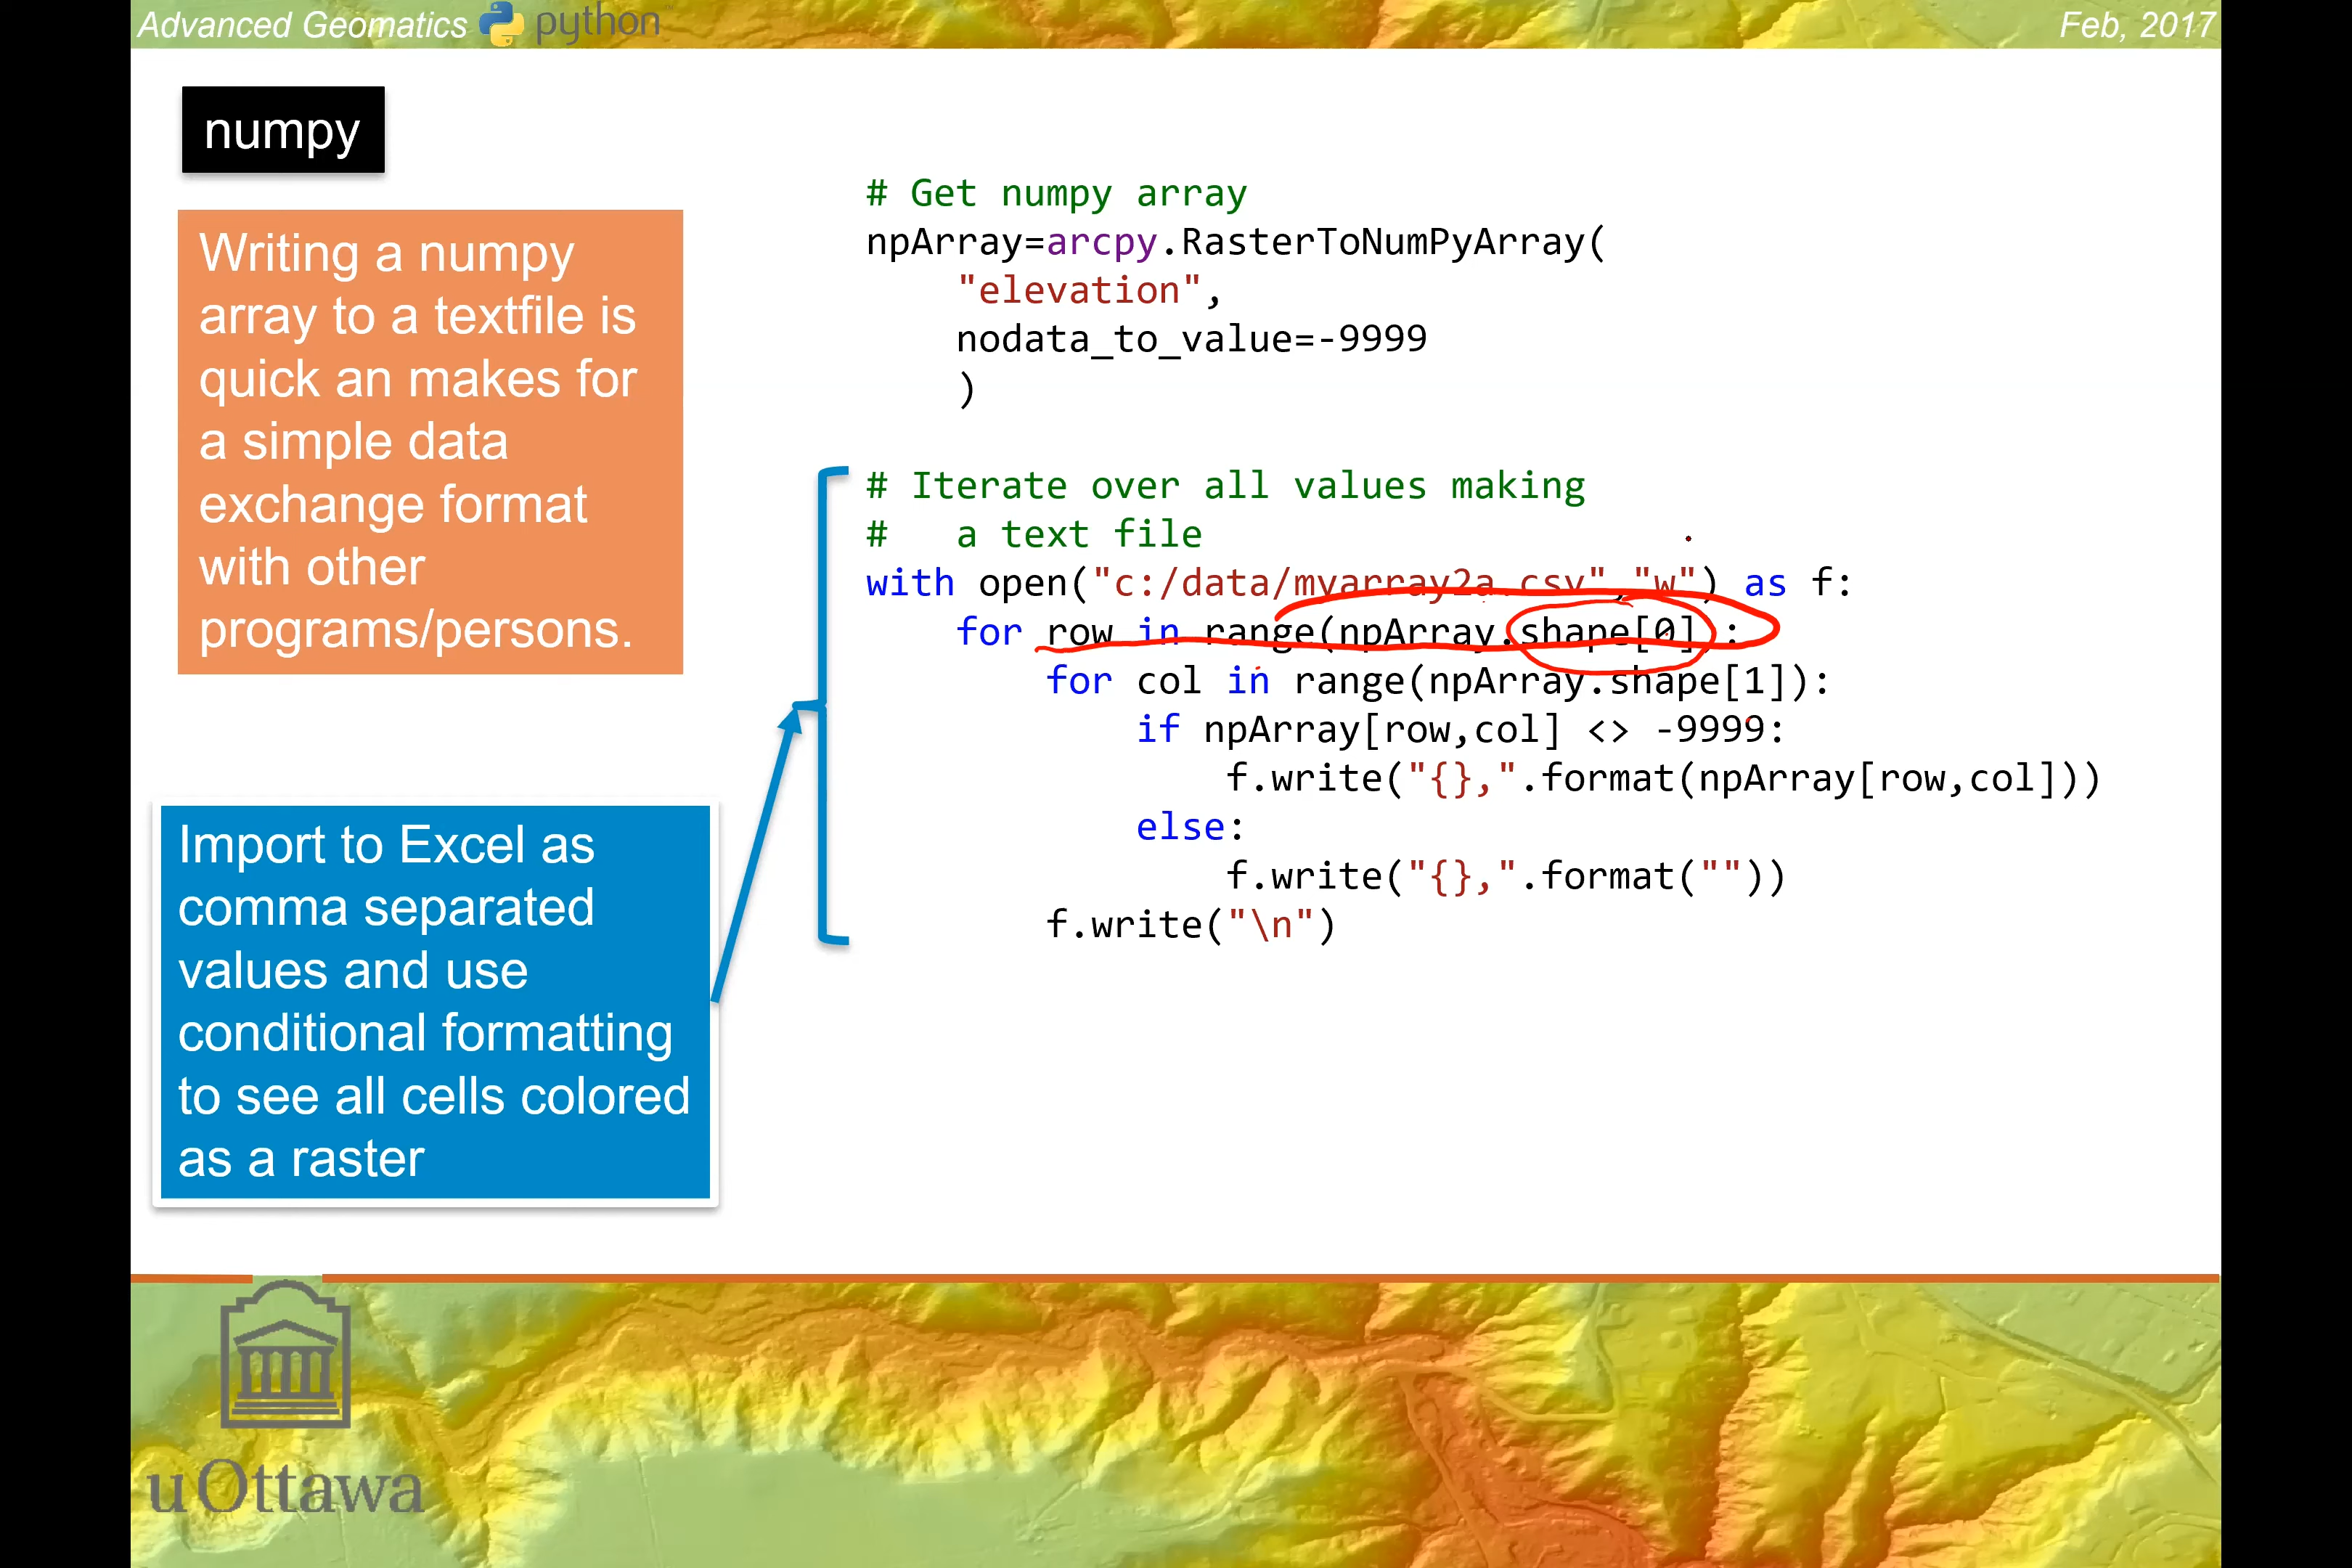 Advanced Geomatics python
Feb, 2017
numpy
Writing a numpy
array to a textfile is
quick an makes for
a simple data
exchange format
with other
programs/persons.
Import to Excel as
comma separated
values and use
conditional formatting
to see all cells colored
as a raster
# Get numpy array
npArray=arcpy.RasterToNumPyArray(
    "elevation",
    nodata_to_value=-9999
    )
# Iterate over all values making
#   a text file
with open("c:/data/myarray2a.csv","w") as f:
    for row in range(npArray.shape[0]):
        for col in range(npArray.shape[1]):
            if npArray[row,col] <> -9999:
                f.write("{},".format(npArray[row,col]))
            else:
                f.write("{},".format(""))
        f.write("\n")
uOttawa